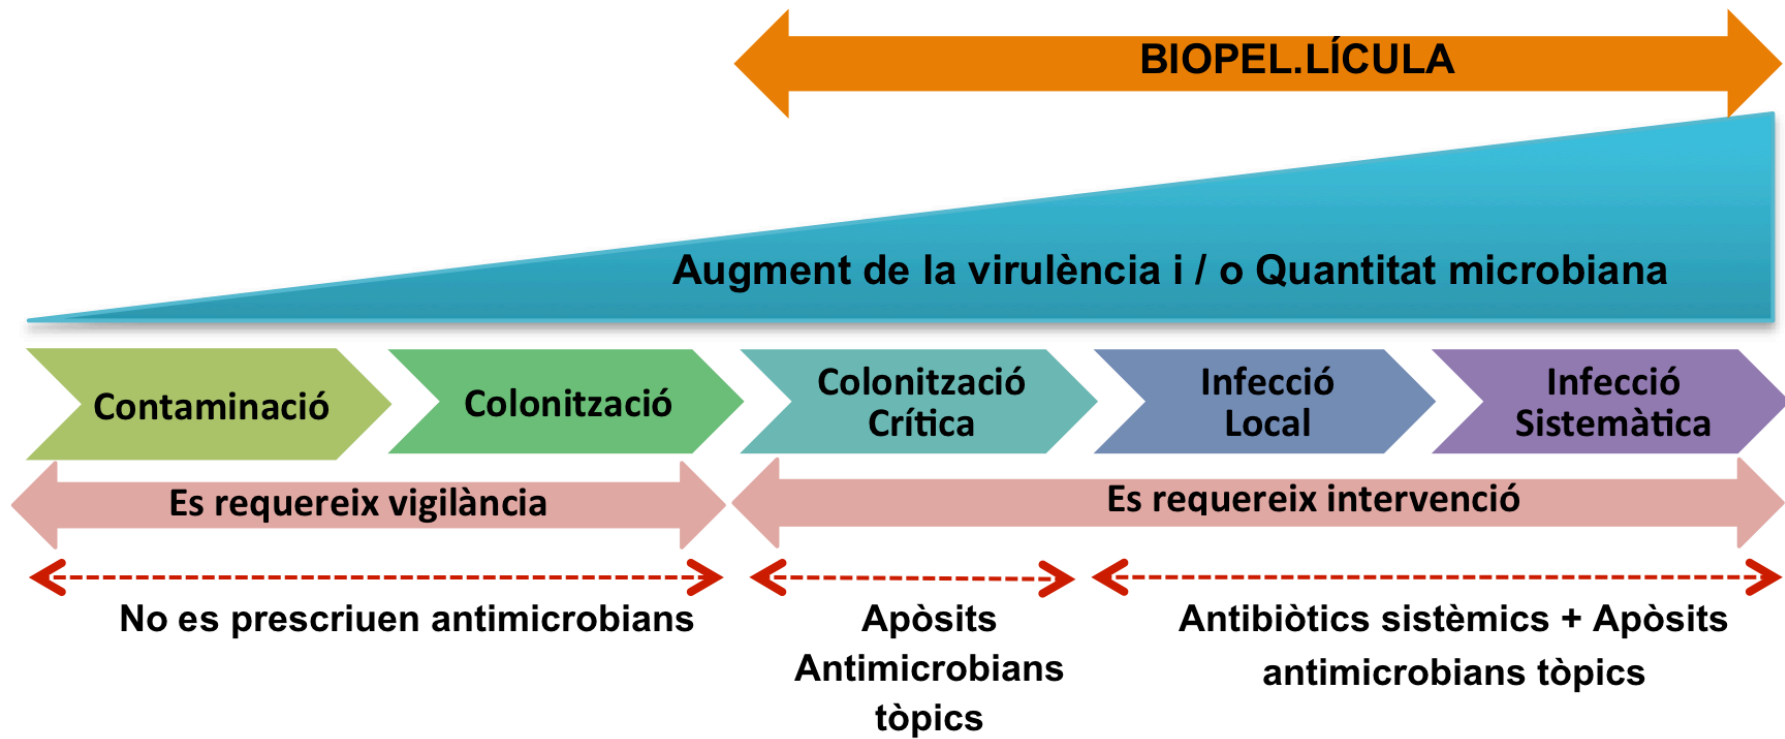 BIOPEL.LÍCULA
Augment de la virulència i / o Quantitat microbiana
Contaminació
Colonització
Colonització
Crítica
Infecció
Local
Infecció
Sistemàtica
Es requereix vigilància
Es requereix intervenció
No es prescriuen antimicrobians
Apòsits
Antimicrobians
tòpics
Antibiòtics sistèmics + Apòsits
antimicrobians tòpics